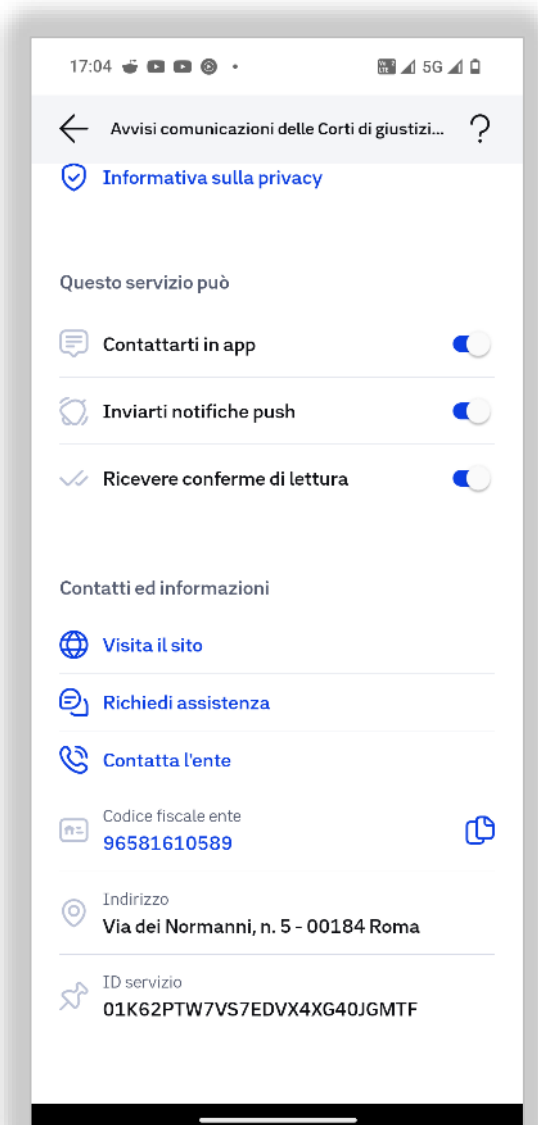 17:04
Vo LTE 5G
Avvisi comunicazioni delle Corti di giustizi... ?
Informativa sulla privacy
Questo servizio può
Contattarti in app
Inviarti notifiche push
Ricevere conferme di lettura
Contatti ed informazioni
Visita il sito
Richiedi assistenza
Contatta l'ente
Codice fiscale ente
96581610589
Indirizzo
Via dei Normanni, n. 5 - 00184 Roma
ID servizio
01K62PTW7VS7EDVX4XG40JGMTF